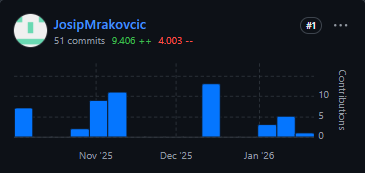 JosipMrakovcic
#1
51 commits 9.406 ++ 4.003 --
10
5
0
Contributions
Nov '25
Dec '25
Jan '26